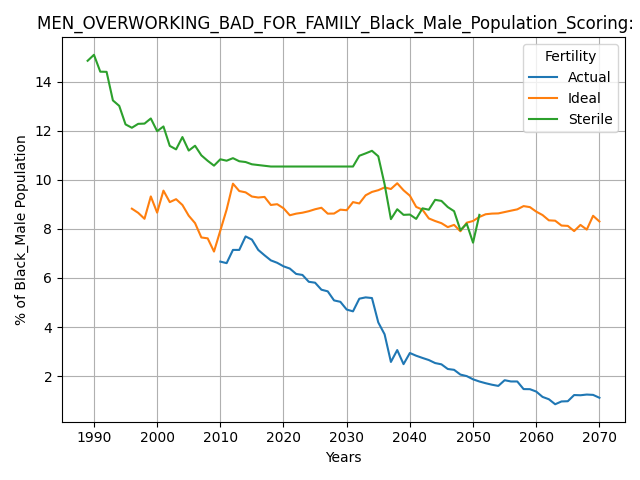 MEN_OVERWORKING_BAD_FOR_FAMILY_Black_Male_Population_Scoring:
Fertility
Actual
Ideal
Sterile
% of Black_Male Population
14
12
10
8
6
4
2
1990 2000 2010 2020 2030 2040 2050 2060 2070
Years